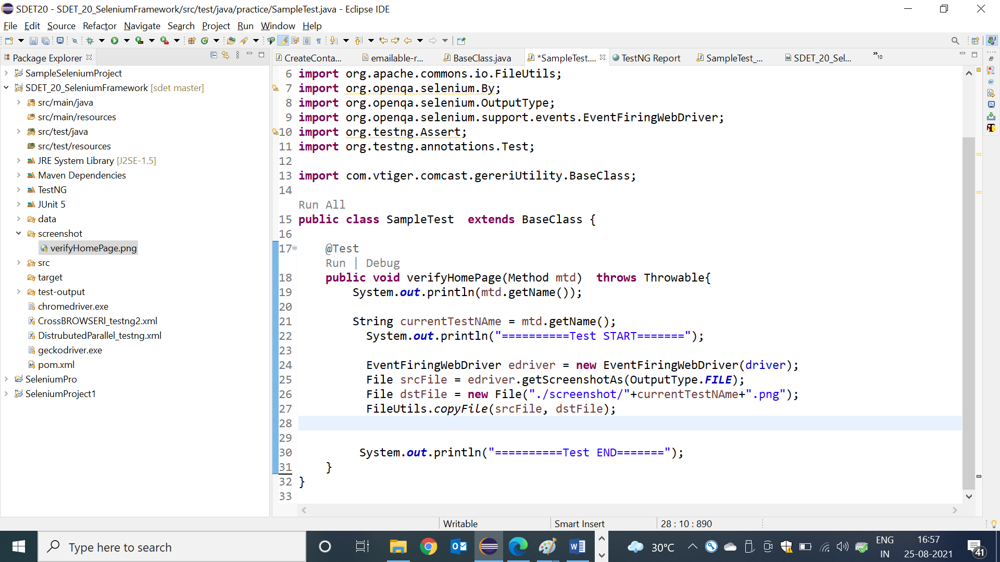 SDET20 - SDET_20_SeleniumFramework/src/test/java/practice/SampleTest.java - Eclipse IDE
File Edit Source Refactor Navigate Search Project Run Window Help
Package Explorer
SampleSeleniumProject
SDET_20_SeleniumFramework [sdet master]
src/main/java
src/main/resources
src/test/java
src/test/resources
JRE System Library [J2SE-1.5]
Maven Dependencies
TestNG
JUnit 5
data
screenshot
verifyHomePage.png
src
target
test-output
chromedriver.exe
CrossBROWSERl_testng2.xml
DistrubutedParallel_testng.xml
geckodriver.exe
pom.xml
SeleniumPro
SeleniumProject1
CreateConta... emailable-r... BaseClass.java *SampleTest.... TestNG Report SampleTest_... SDET_20_Sel... »10
6 import org.apache.commons.io.FileUtils;
7 import org.openqa.selenium.By;
8 import org.openqa.selenium.OutputType;
9 import org.openqa.selenium.support.events.EventFiringWebDriver;
10 import org.testng.Assert;
11 import org.testng.annotations.Test;
12
13 import com.vtiger.comcast.gereriUtility.BaseClass;
14
Run All
15 public class SampleTest  extends BaseClass {
16
17 @Test
Run | Debug
18 public void verifyHomePage(Method mtd)  throws Throwable{
19 System.out.println(mtd.getName());
20
21 String currentTestNAme = mtd.getName();
22 System.out.println("==========Test START=======");
23
24 EventFiringWebDriver edriver = new EventFiringWebDriver(driver);
25 File srcFile = edriver.getScreenshotAs(OutputType.FILE);
26 File dstFile = new File("./screenshot/"+currentTestNAme+".png");
27 FileUtils.copyFile(srcFile, dstFile);
28
29
30 System.out.println("==========Test END=======");
31 }
32 }
33
Writable Smart Insert 28 : 10 : 890
Type here to search
30°C
ENG
IN
16:57
25-08-2021
41